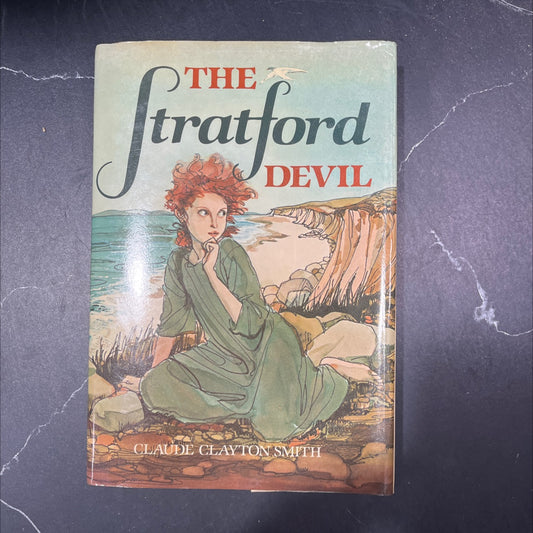 THE
Stratford
DEVIL
CLAUDE CLAYTON SMITH